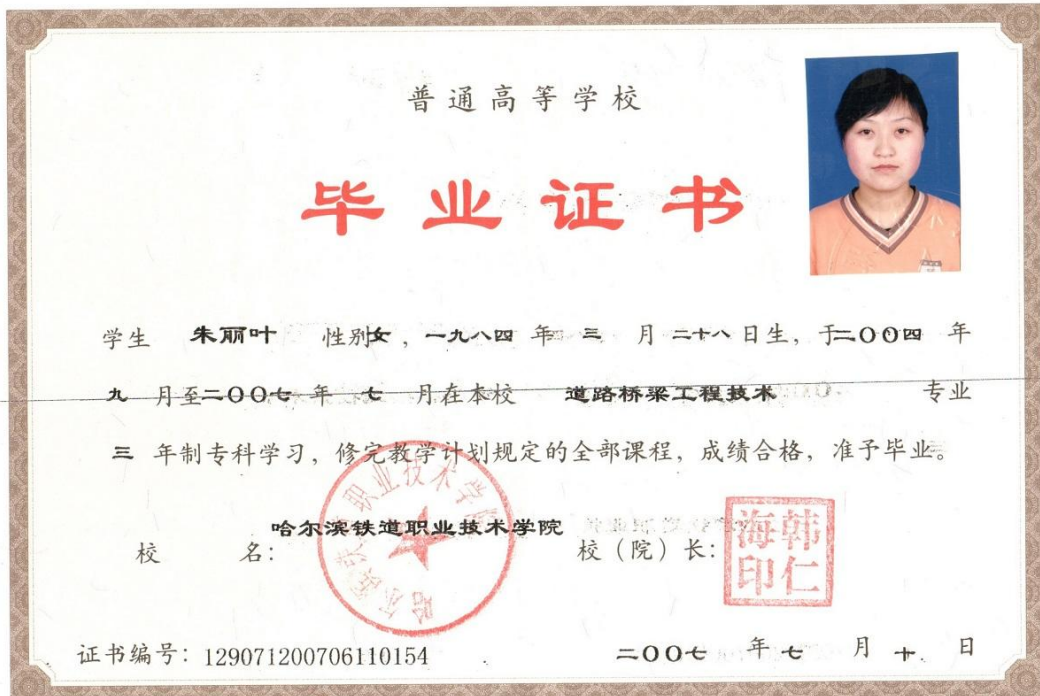 普通高等学校
毕业证书
学生 朱丽叶 性别女，一九八四年三月二十八日生，于二〇〇四年
九月至二〇〇七年七月在本校 道路桥梁工程技术 专业
三年制专科学习，修完教学计划规定的全部课程，成绩合格，准予毕业。
哈尔滨铁道职业技术学院
校 名： 校（院）长：
韩仁海印
证书编号：129071200706110154 二〇〇七年七月十日